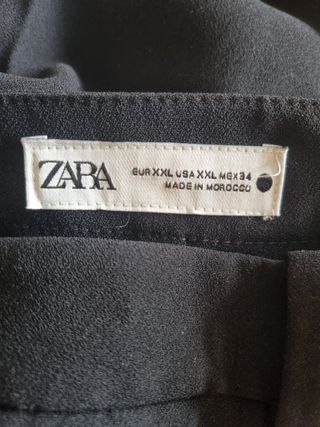 ZARA
EUR XXL USA XXL MEX 34
MADE IN MOROCCO